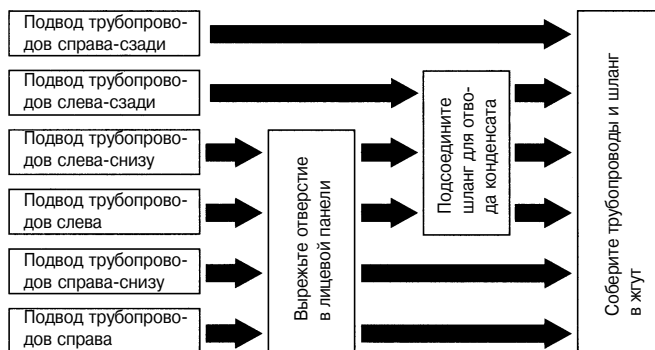 Подвод трубопрово-
дов справа-сзади
Подвод трубопрово-
дов слева-сзади
Подвод трубопрово-
дов слева-снизу
Подвод трубопрово-
дов слева
Подвод трубопрово-
дов справа-снизу
Подвод трубопрово-
дов справа
Вырежьте отверстие
в лицевой панели
Подсоедините
шланг для отво-
да конденсата
Соберите трубопроводы и шланг
в жгут